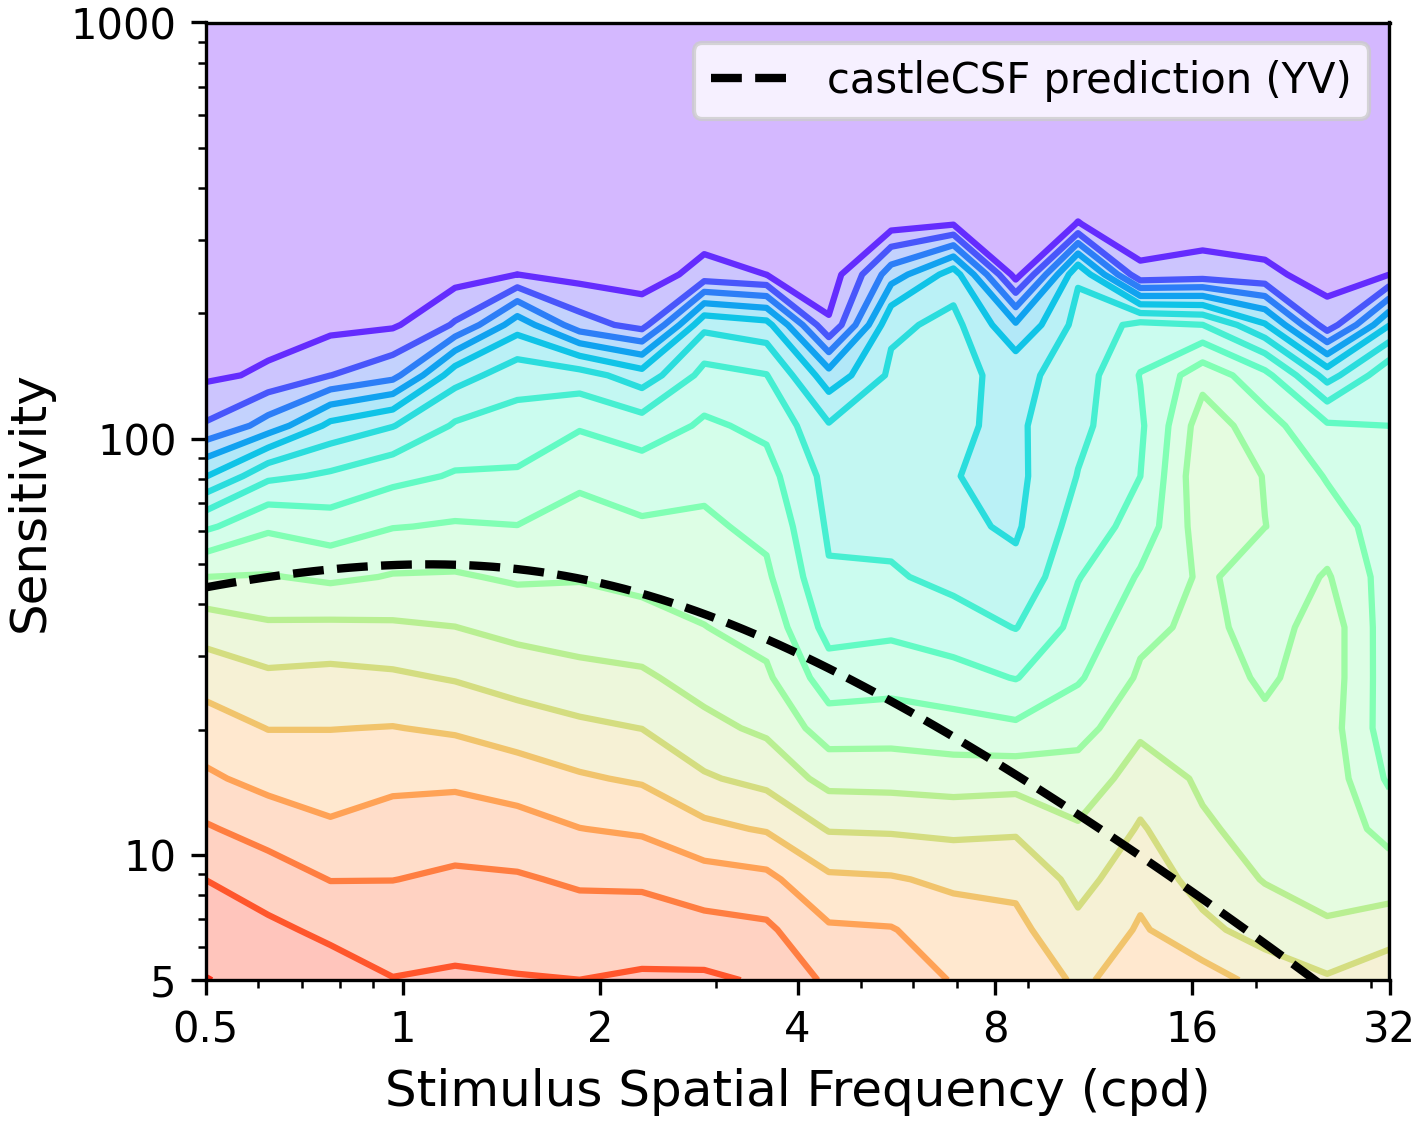 1000
castleCSF prediction (YV)
100
10
5
Sensitivity
0.5 1 2 4 8 16 32
Stimulus Spatial Frequency (cpd)